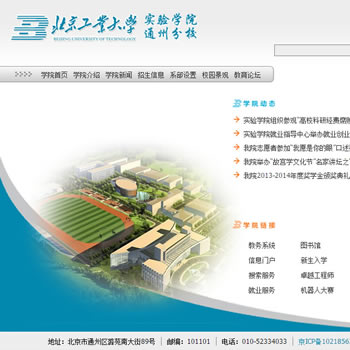 北京工业大学
实验学院
通州分校
BEIJING UNIVERSITY OF TECHNOLOGY
学院首页 学院介绍 学院新闻 招生信息 系部设置 校园景观 教育论坛
学院动态
实验学院组织参观"高校科研经费
实验学院就业指导中心举办就业创业
我院志愿者参加"我愿是你的眼"口述
我院举办"故宫学文化节"名家讲坛之
我院2013-2014年度奖学金颁奖典礼
学院链接
教务系统 图书馆
信息门户 新生入学
搜索服务 卓越工程师
就业服务 机器人大赛
地址:北京市通州区潞苑南大街89号 | 邮编:101101 | 电话:010-52334033 | 京ICP备1021856